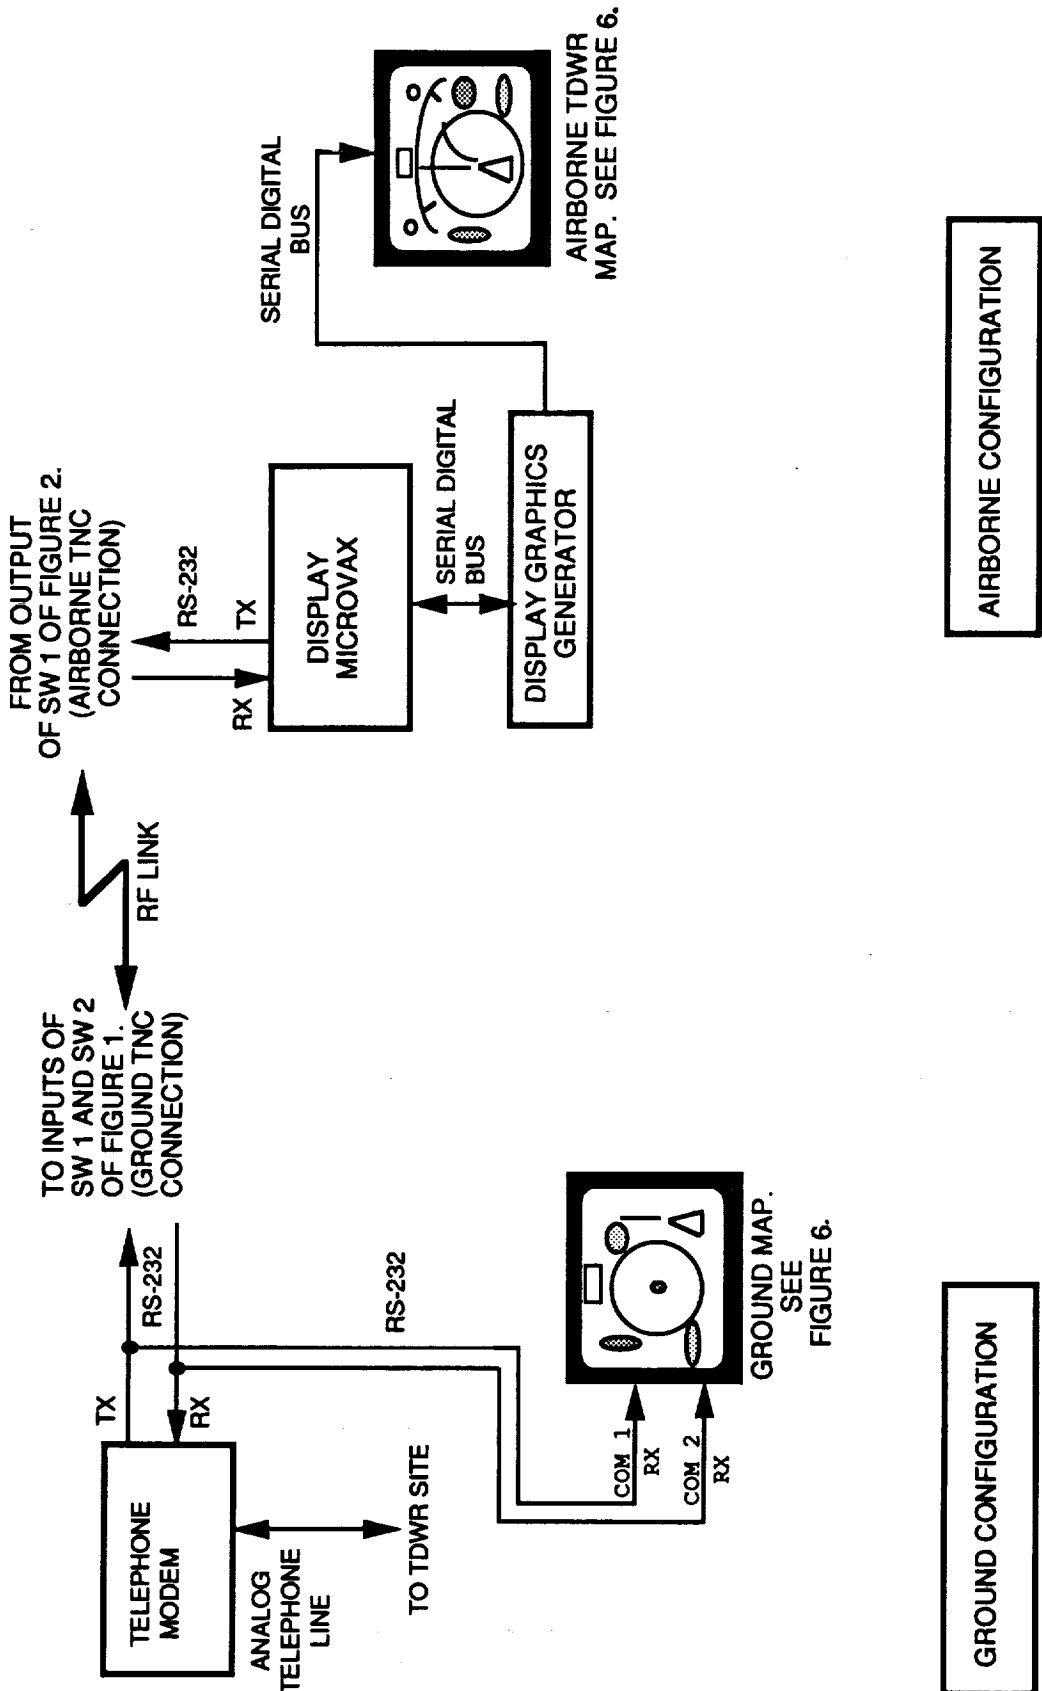 TO INPUTS OF
SW 1 AND SW 2
OF FIGURE 1.
(GROUND TNC
CONNECTION)
TX
RS-232
RX
TELEPHONE
MODEM
ANALOG
TELEPHONE
LINE
TO TDWR SITE
RS-232
COM 1
RX
COM 2
RX
GROUND MAP.
SEE
FIGURE 6.
GROUND CONFIGURATION
RF LINK
FROM OUTPUT
OF SW 1 OF FIGURE 2.
(AIRBORNE TNC
CONNECTION)
RS-232
RX
TX
DISPLAY
MICROVAX
SERIAL DIGITAL
BUS
DISPLAY GRAPHICS
GENERATOR
SERIAL DIGITAL
BUS
AIRBORNE TDWR
MAP. SEE FIGURE 6.
AIRBORNE CONFIGURATION